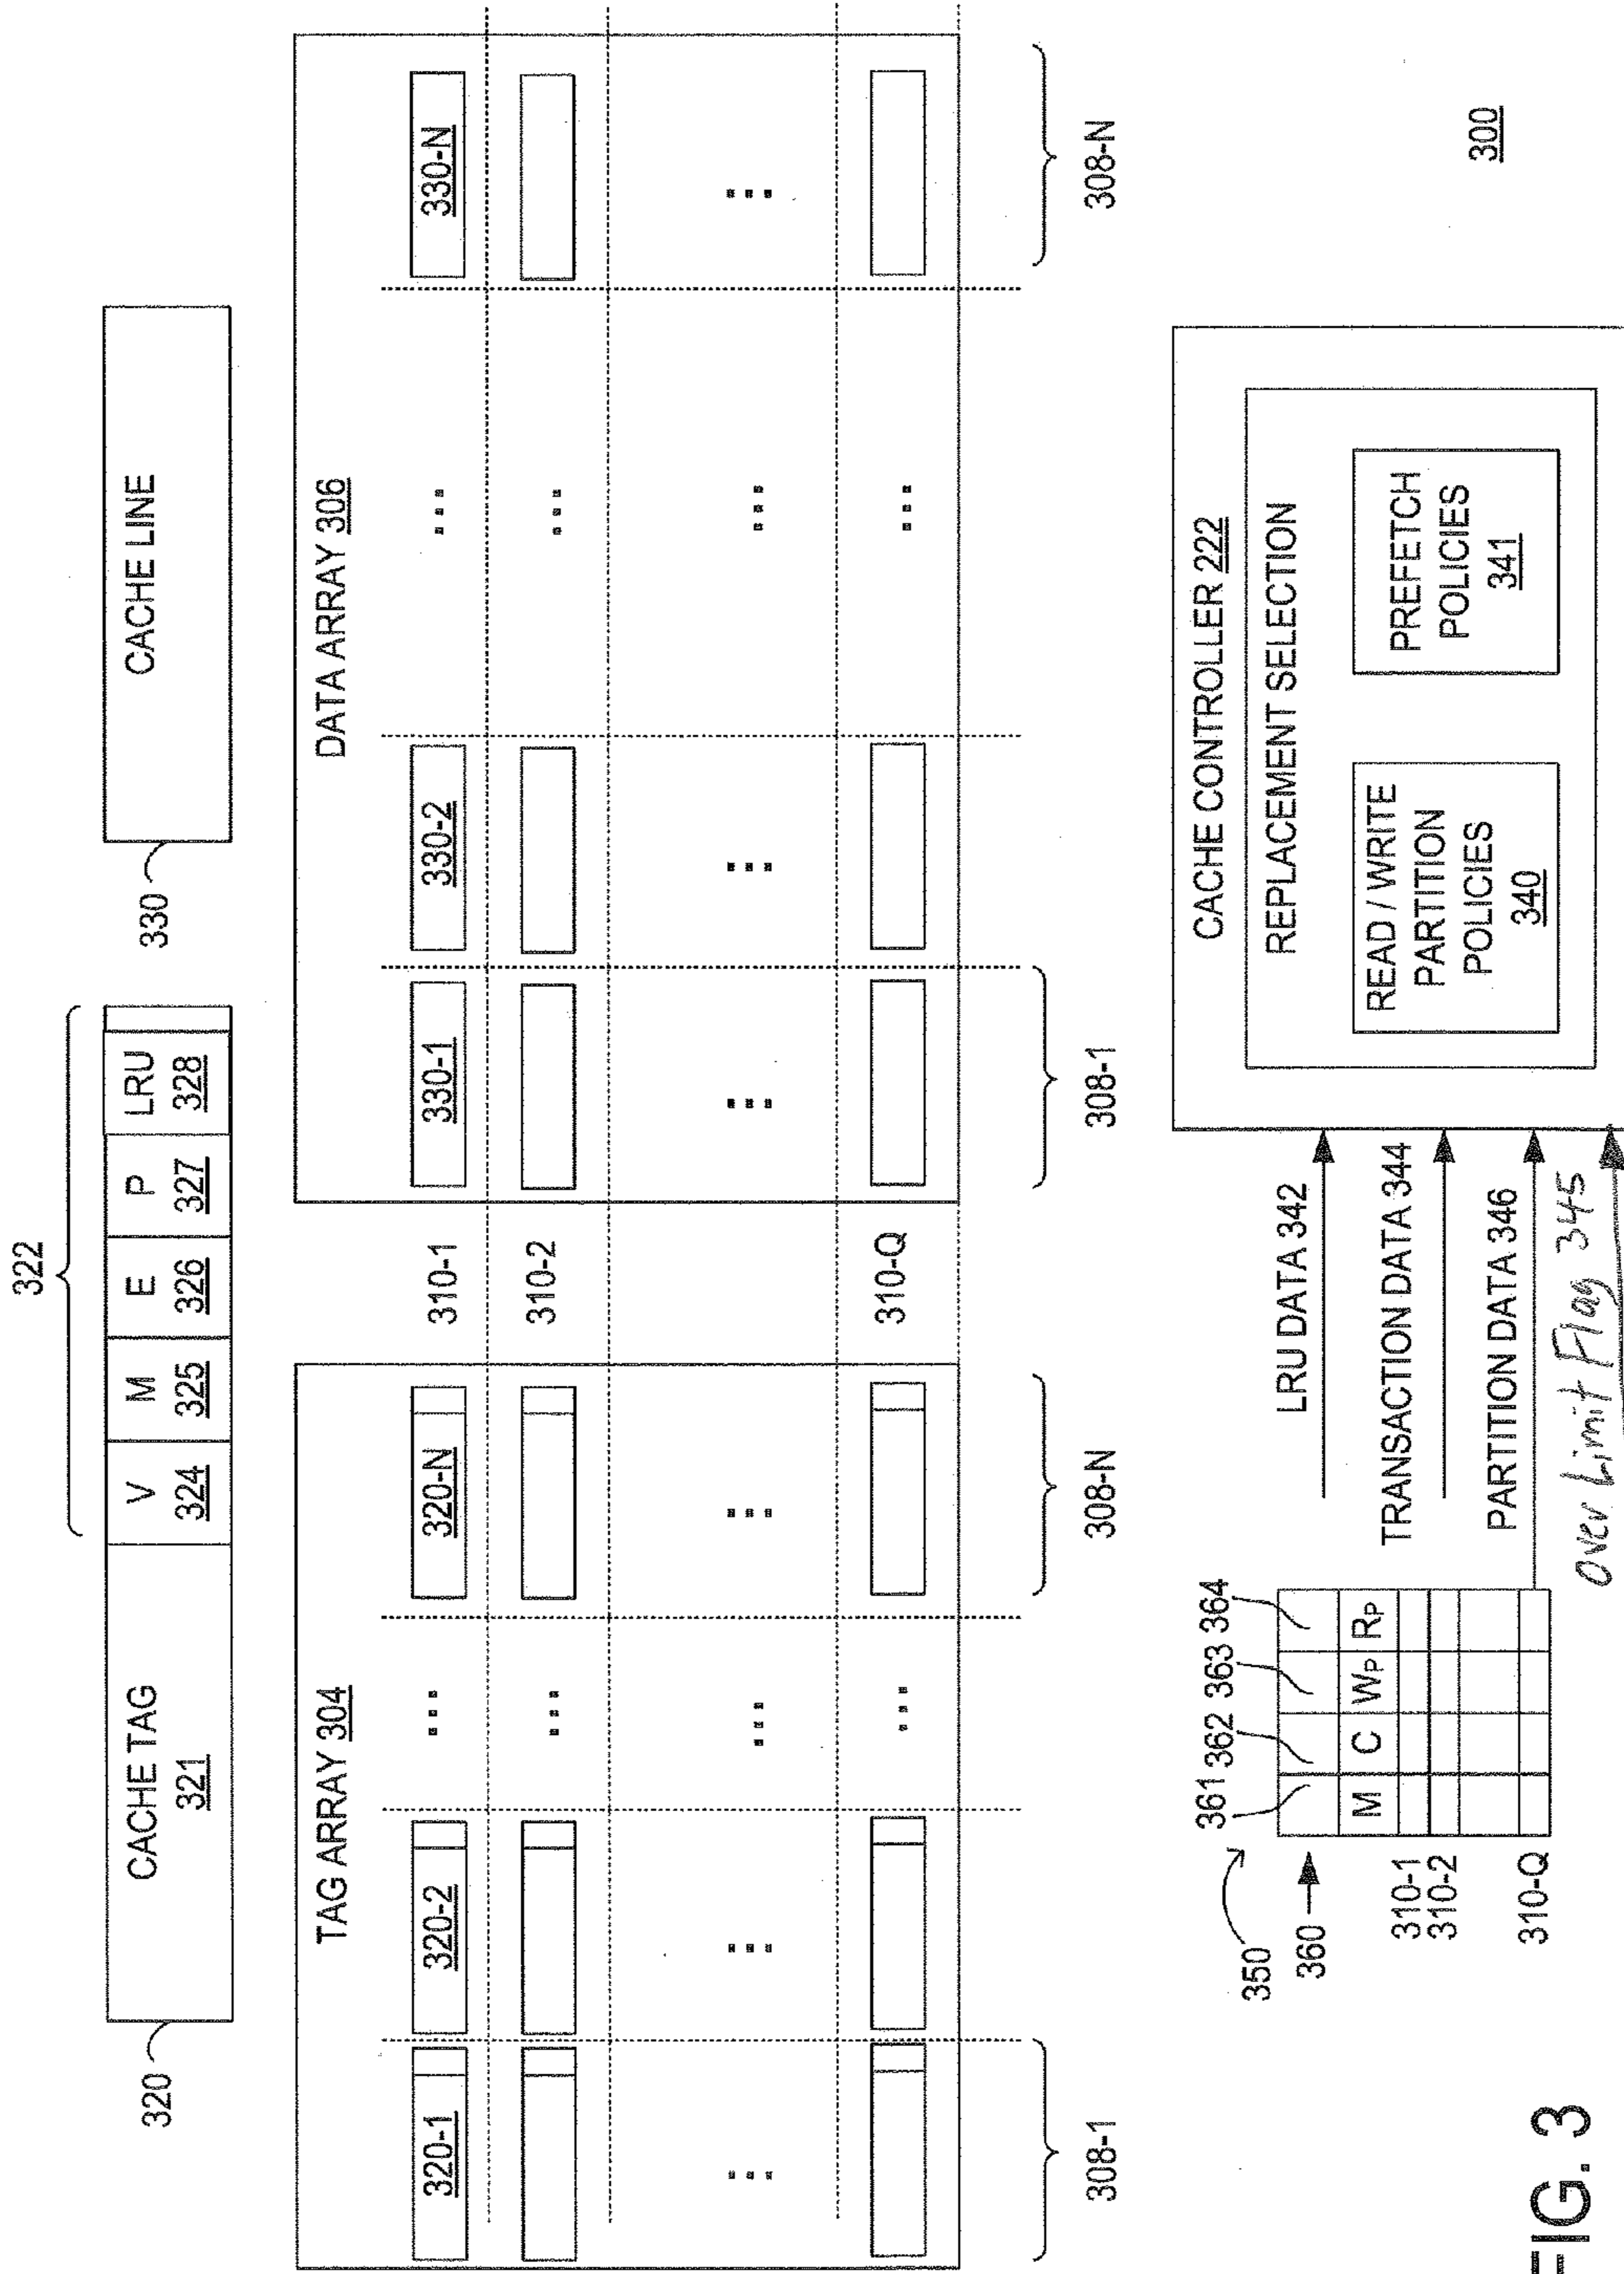 322
320
CACHE TAG
321
V
324
M
325
E
326
P
327
LRU
328
330
CACHE LINE
TAG ARRAY 304
320-1
320-2
...
320-N
...
...
...
...
...
...
...
308-1
308-N
310-1
310-2
310-Q
DATA ARRAY 306
330-1
330-2
...
330-N
...
...
...
...
...
...
308-1
308-N
350
360
361 362 363 364
M C WP RP
310-1
310-2
310-Q
LRU DATA 342
TRANSACTION DATA 344
PARTITION DATA 346
Over Limit Flag 345
CACHE CONTROLLER 222
REPLACEMENT SELECTION
READ / WRITE
PARTITION
POLICIES
340
PREFETCH
POLICIES
341
300
FIG. 3